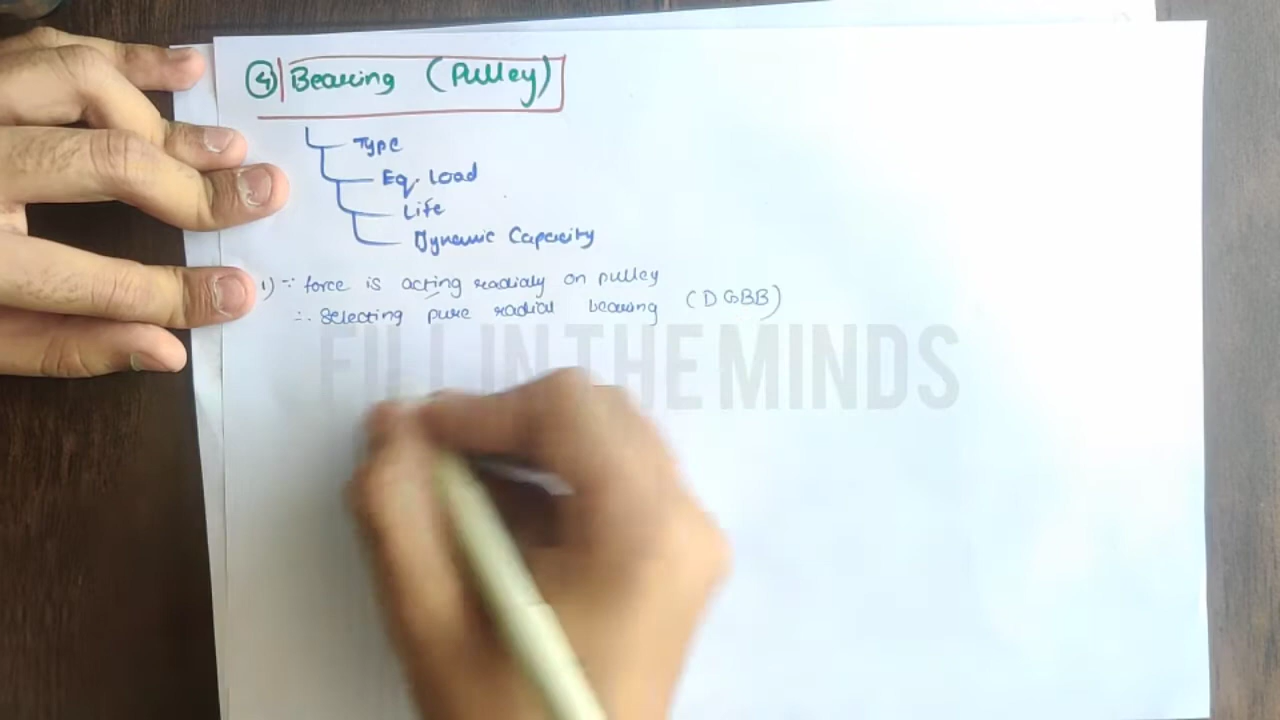 4 Bearing (Pulley)
Type
Eq. Load
Life
Dynamic Capacity
1) ∵ force is acting radialy on pulley
∴ Selecting pure radial bearing (DGBB)
FILL IN THE MINDS